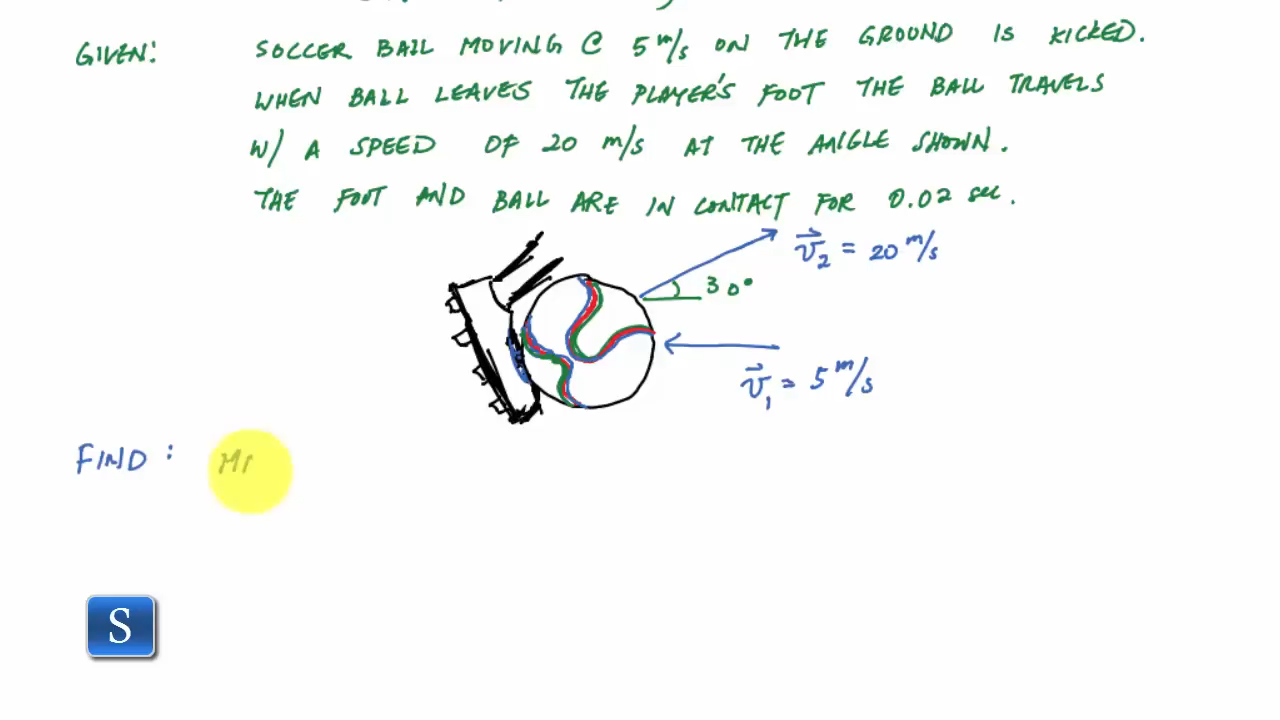 GIVEN: SOCCER BALL MOVING @ 5 m/s ON THE GROUND IS KICKED.
WHEN BALL LEAVES THE PLAYER'S FOOT THE BALL TRAVELS
W/ A SPEED OF 20 m/s AT THE ANGLE SHOWN.
THE FOOT AND BALL ARE IN CONTACT FOR 0.02 sec.
v⃗₂ = 20 m/s
30°
v⃗₁ = 5 m/s
FIND:
S